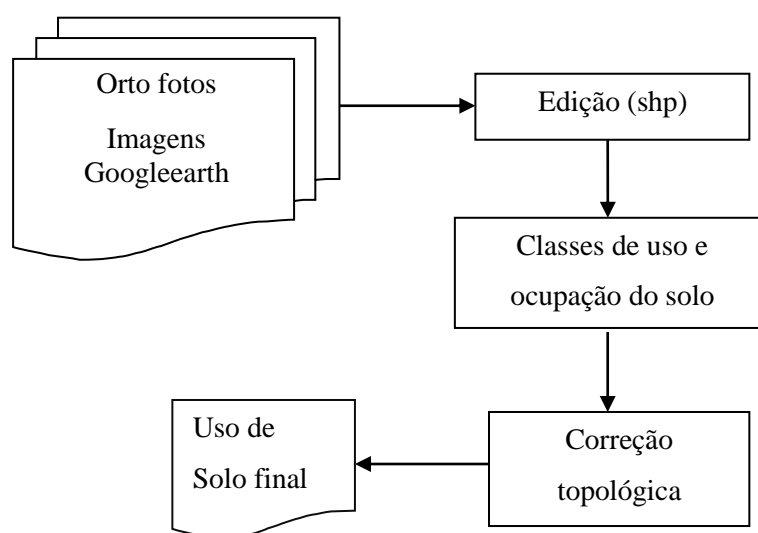 Orto fotos
Imagens
Googleearth
Edição (shp)
Classes de uso e
ocupação do solo
Correção
topológica
Uso de
Solo final